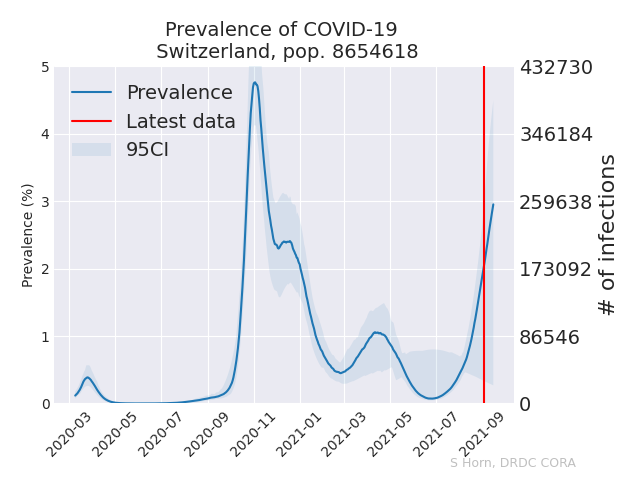 Prevalence of COVID-19
Switzerland, pop. 8654618
Prevalence
Latest data
95CI
Prevalence (%)
5
4
3
2
1
0
432730
346184
259638
173092
86546
0
# of infections
2020-03
2020-05
2020-07
2020-09
2020-11
2021-01
2021-03
2021-05
2021-07
2021-09
S Horn, DRDC CORA